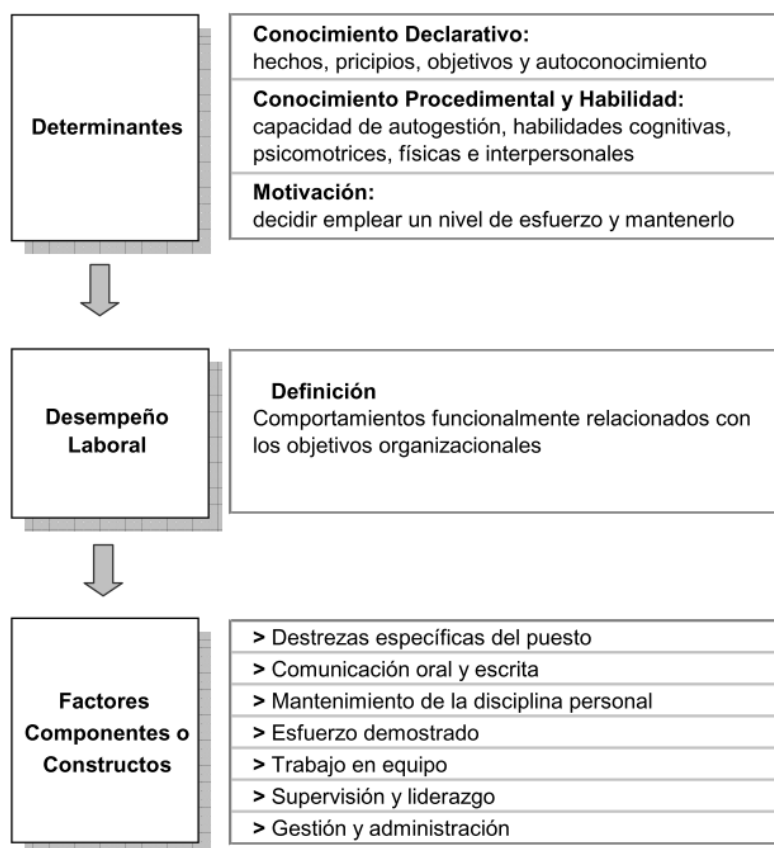 Determinantes
Conocimiento Declarativo:
hechos, pricipios, objetivos y autoconocimiento
Conocimiento Procedimental y Habilidad:
capacidad de autogestión, habilidades cognitivas,
psicomotrices, físicas e interpersonales
Motivación:
decidir emplear un nivel de esfuerzo y mantenerlo
Desempeño
Laboral
Definición
Comportamientos funcionalmente relacionados con
los objetivos organizacionales
Factores
Componentes o
Constructos
> Destrezas específicas del puesto
> Comunicación oral y escrita
> Mantenimiento de la disciplina personal
> Esfuerzo demostrado
> Trabajo en equipo
> Supervisión y liderazgo
> Gestión y administración